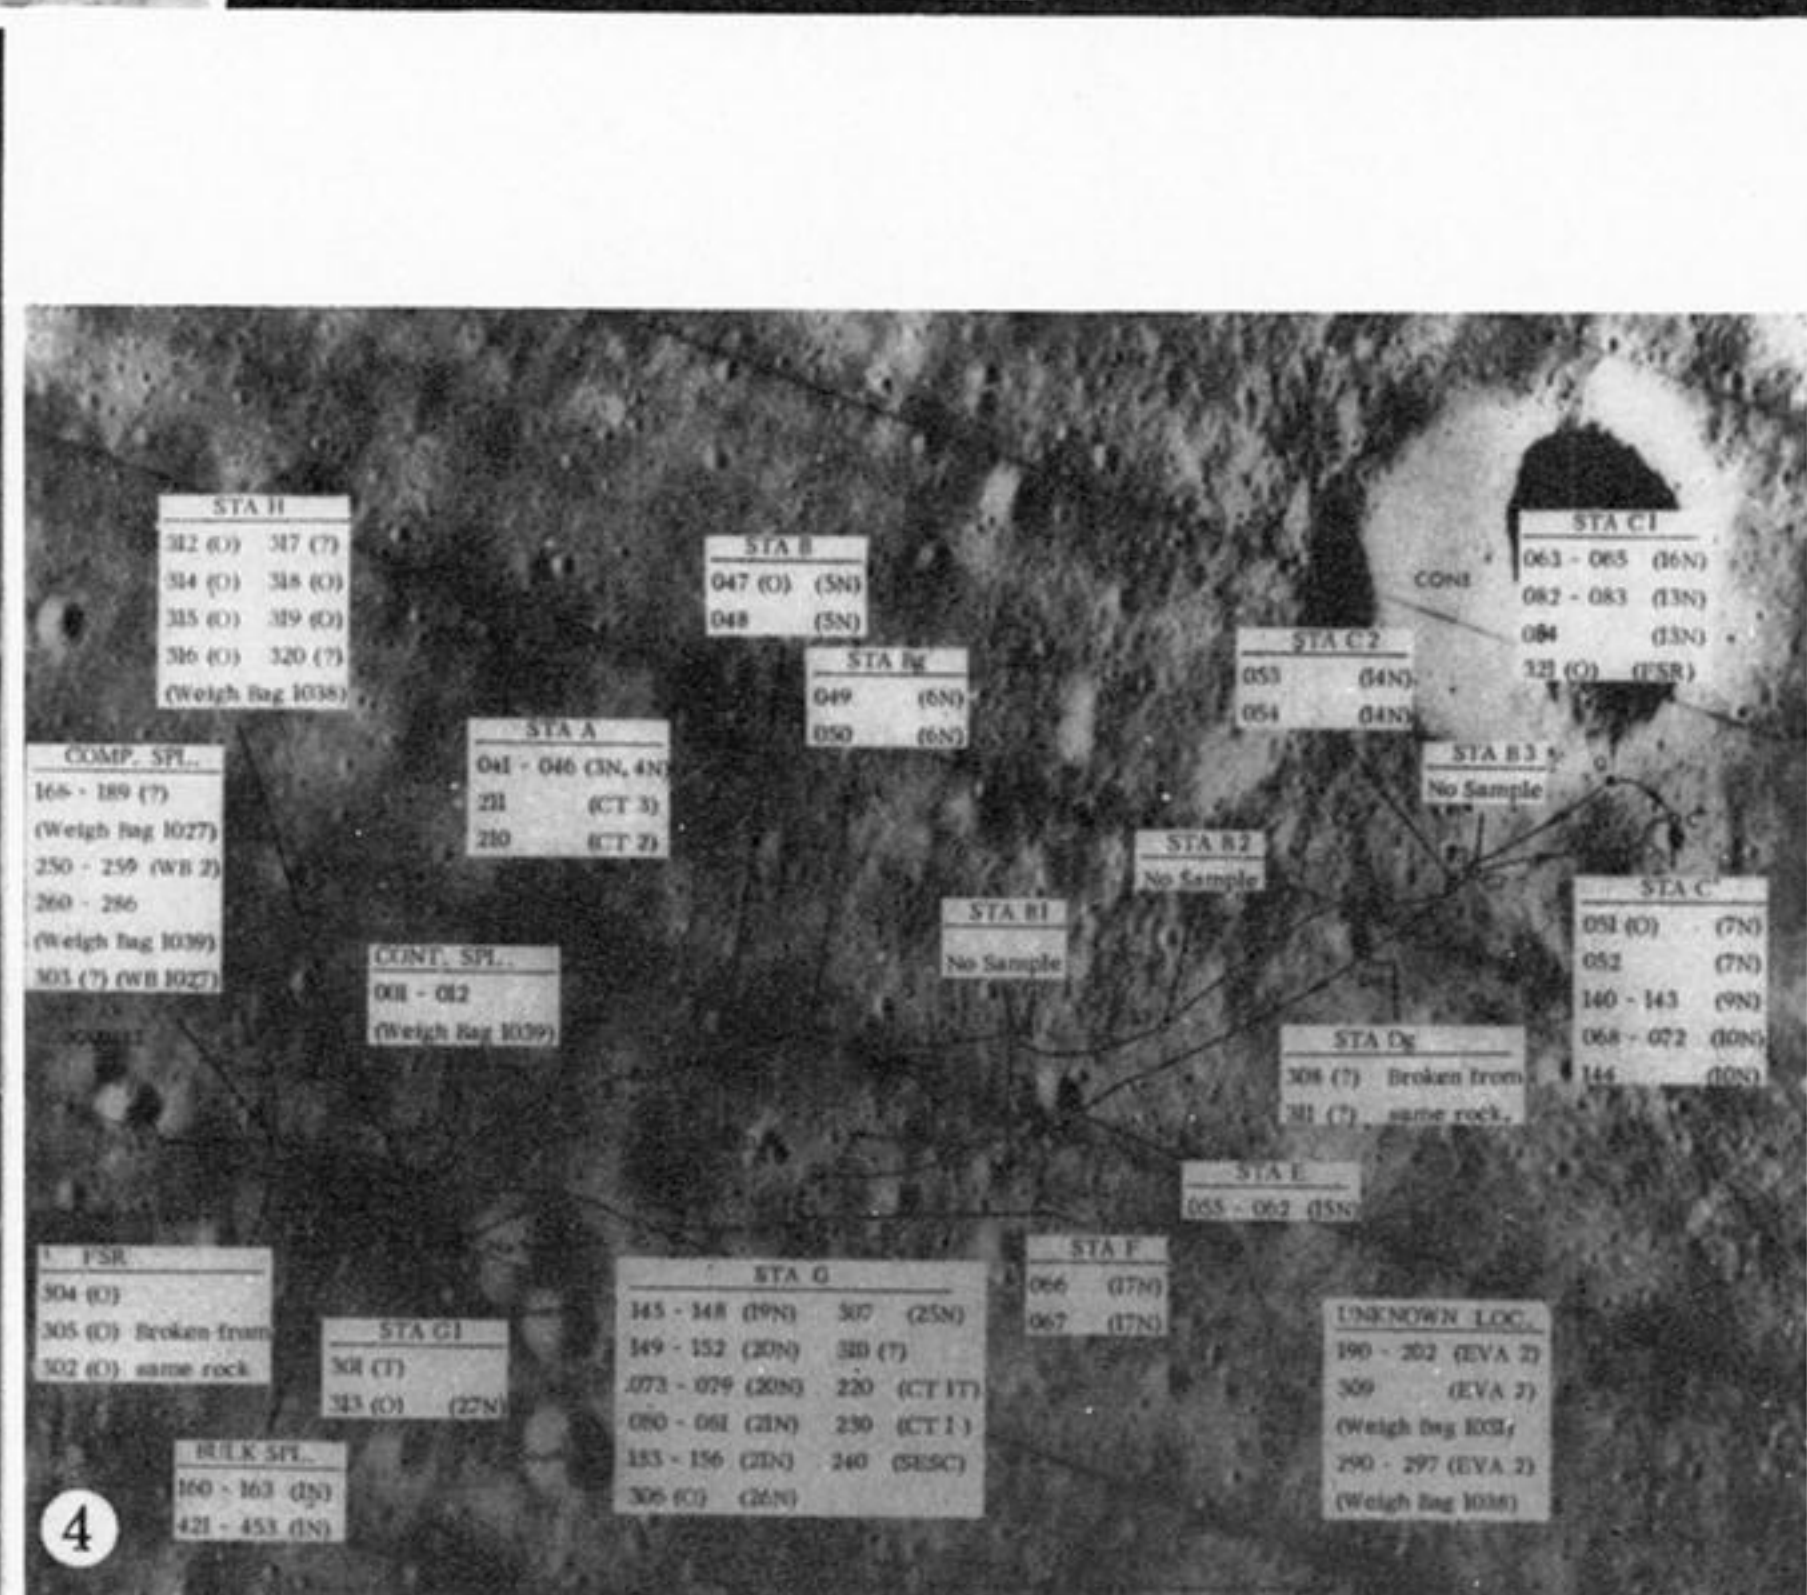 STA H
312 (O) 317 (?)
314 (O) 318 (O)
315 (O) 319 (O)
316 (O) 320 (?)
(Weigh Bag 1038)
STA B
047 (O) (5N)
048 (5N)
STA Bg
049 (6N)
050 (6N)
STA C1
063 - 065 (16N)
082 - 083 (13N)
084 (13N)
321 (O) (FSR)
CONE
STA C2
053 (14N)
054 (14N)
STA B3
No Sample
STA A
041 - 046 (3N, 4N)
211 (CT 3)
210 (CT 2)
COMP. SPL.
168 - 189 (?)
(Weigh Bag 1027)
250 - 259 (WB 2)
260 - 286
(Weigh Bag 1039)
303 (?) (WB 1027)
STA B2
No Sample
STA B1
No Sample
CONT. SPL.
001 - 012
(Weigh Bag 1039)
C'
STA C'
051 (O) (7N)
052 (7N)
140 - 143 (9N)
068 - 072 (10N)
144 (10N)
STA Dg
308 (?) Broken from
311 (?) same rock.
STA E
055 - 062 (15N)
STA F
066 (17N)
067 (17N)
FSR
304 (O)
305 (O) Broken from
302 (O) same rock
STA G1
301 (T)
313 (O) (27N)
STA G
145 - 148 (19N) 307 (25N)
149 - 152 (20N) 310 (?)
073 - 079 (20N) 220 (CT 1T)
080 - 081 (21N) 230 (CT 1)
153 - 156 (21N) 240 (SESC)
306 (O) (26N)
UNKNOWN LOC.
190 - 202 (EVA 2)
309 (EVA 2)
(Weigh Bag 1031)
290 - 297 (EVA 2)
(Weigh Bag 1038)
BULK SPL.
160 - 163 (1N)
421 - 453 (1N)
4